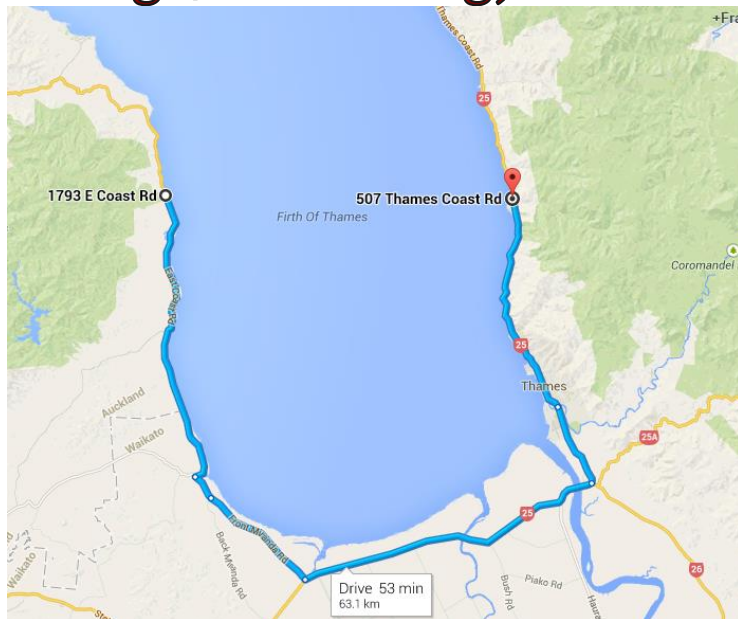 +Fra
Thames Coast Rd
25
1793 E Coast Rd
507 Thames Coast Rd
Firth Of Thames
Coromandel
East Coast Rd
25
Thames
Auckland
Waikato
25A
25
Front Miranda Rd
Back Miranda Rd
Drive 53 min
63.1 km
Bush Rd
Piako Rd
Haura
26
Waikato